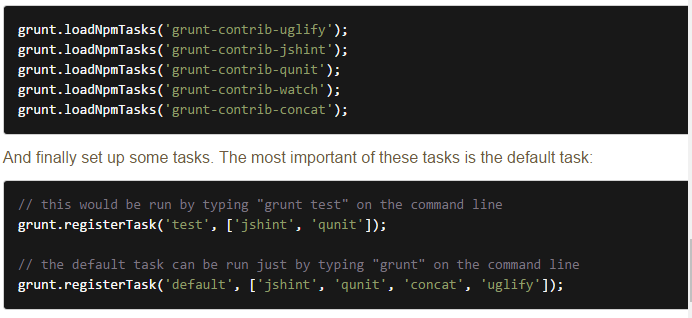 grunt.loadNpmTasks('grunt-contrib-uglify');
grunt.loadNpmTasks('grunt-contrib-jshint');
grunt.loadNpmTasks('grunt-contrib-qunit');
grunt.loadNpmTasks('grunt-contrib-watch');
grunt.loadNpmTasks('grunt-contrib-concat');
And finally set up some tasks. The most important of these tasks is the default task:
// this would be run by typing "grunt test" on the command line
grunt.registerTask('test', ['jshint', 'qunit']);
// the default task can be run just by typing "grunt" on the command line
grunt.registerTask('default', ['jshint', 'qunit', 'concat', 'uglify']);